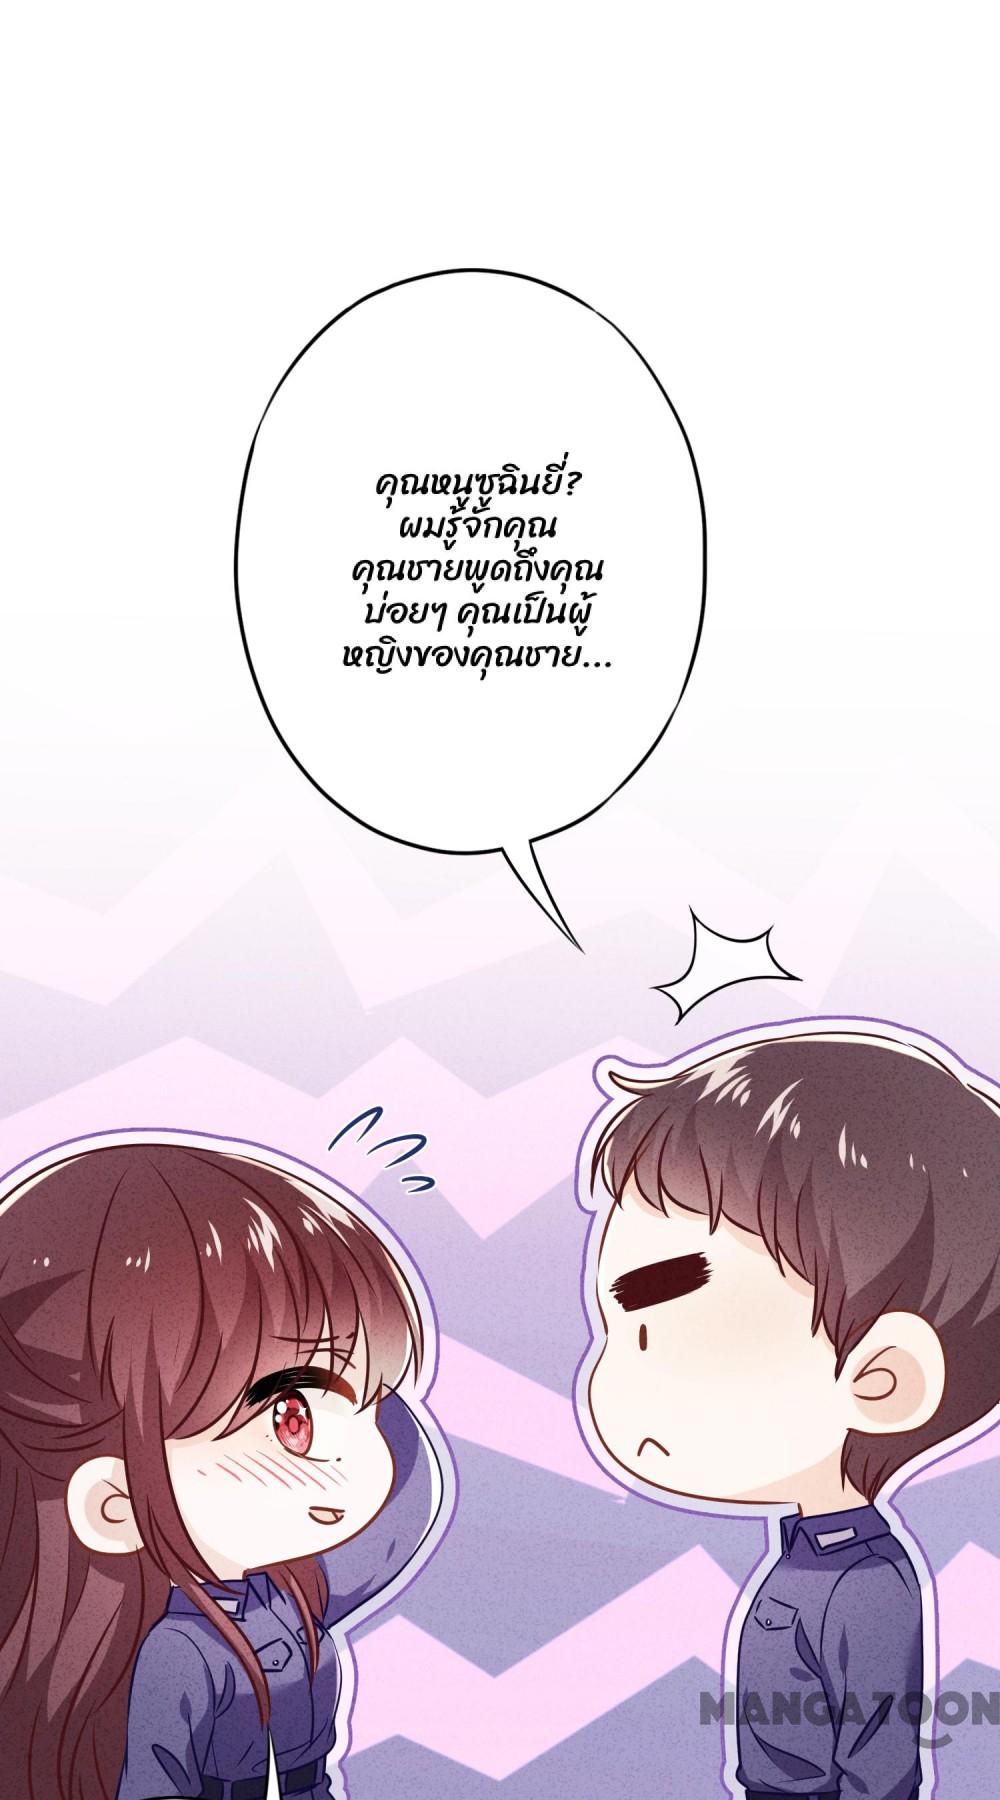 คุณหนูซูฉินยี่?
ผมรู้จักคุณ
คุณชายพูดถึงคุณ
บ่อยๆ คุณเป็นผู้
หญิงของคุณชาย...
MANGATOON